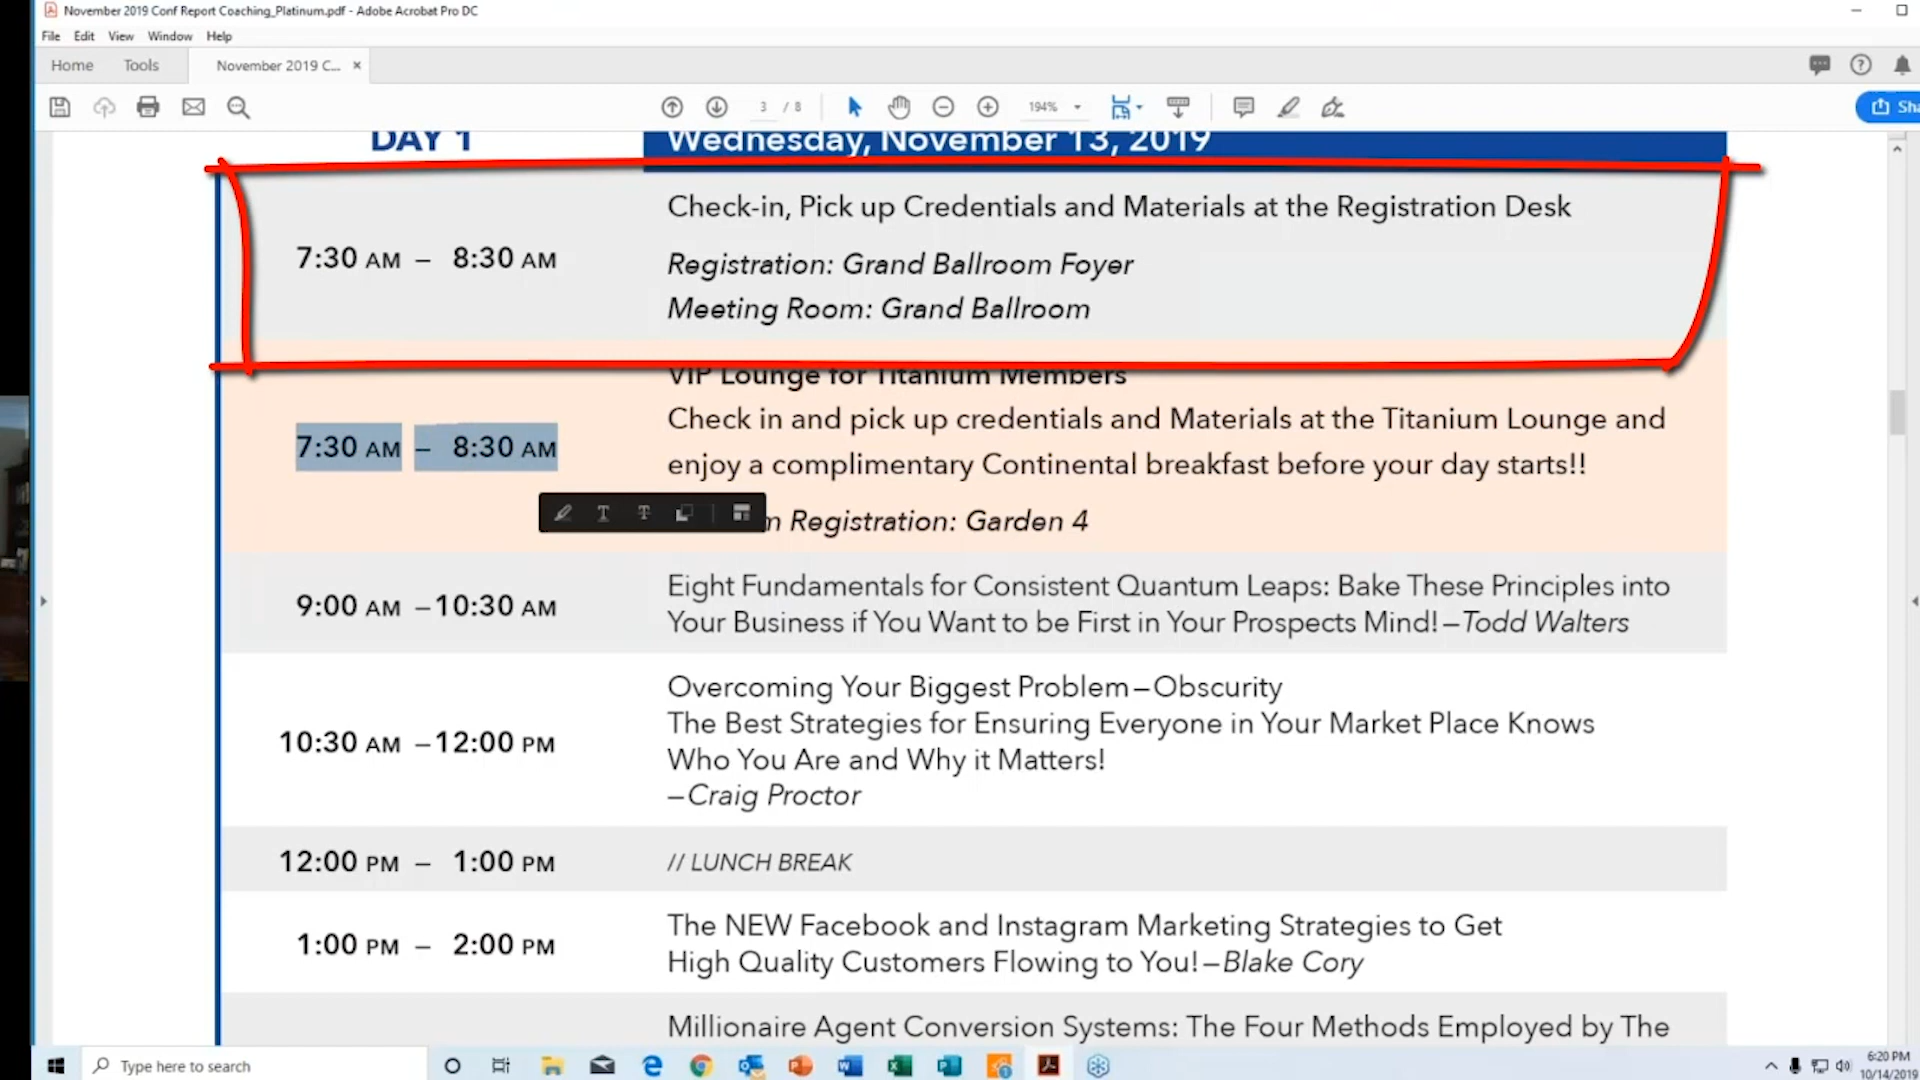 November 2019 Conf Report Coaching_Platinum.pdf - Adobe Acrobat Pro DC
File Edit View Window Help
Home Tools November 2019 C... ×
3 / 8 194%
DAY 1 Wednesday, November 13, 2019
Check-in, Pick up Credentials and Materials at the Registration Desk
7:30 AM – 8:30 AM
Registration: Grand Ballroom Foyer
Meeting Room: Grand Ballroom
VIP Lounge for Titanium Members
Check in and pick up credentials and Materials at the Titanium Lounge and
7:30 AM – 8:30 AM
enjoy a complimentary Continental breakfast before your day starts!!
Registration: Garden 4
Eight Fundamentals for Consistent Quantum Leaps: Bake These Principles into
9:00 AM –10:30 AM
Your Business if You Want to be First in Your Prospects Mind!—Todd Walters
Overcoming Your Biggest Problem—Obscurity
The Best Strategies for Ensuring Everyone in Your Market Place Knows
10:30 AM –12:00 PM
Who You Are and Why it Matters!
—Craig Proctor
12:00 PM – 1:00 PM // LUNCH BREAK
The NEW Facebook and Instagram Marketing Strategies to Get
1:00 PM – 2:00 PM
High Quality Customers Flowing to You!—Blake Cory
Millionaire Agent Conversion Systems: The Four Methods Employed by The
Type here to search
6:20 PM
10/14/2019